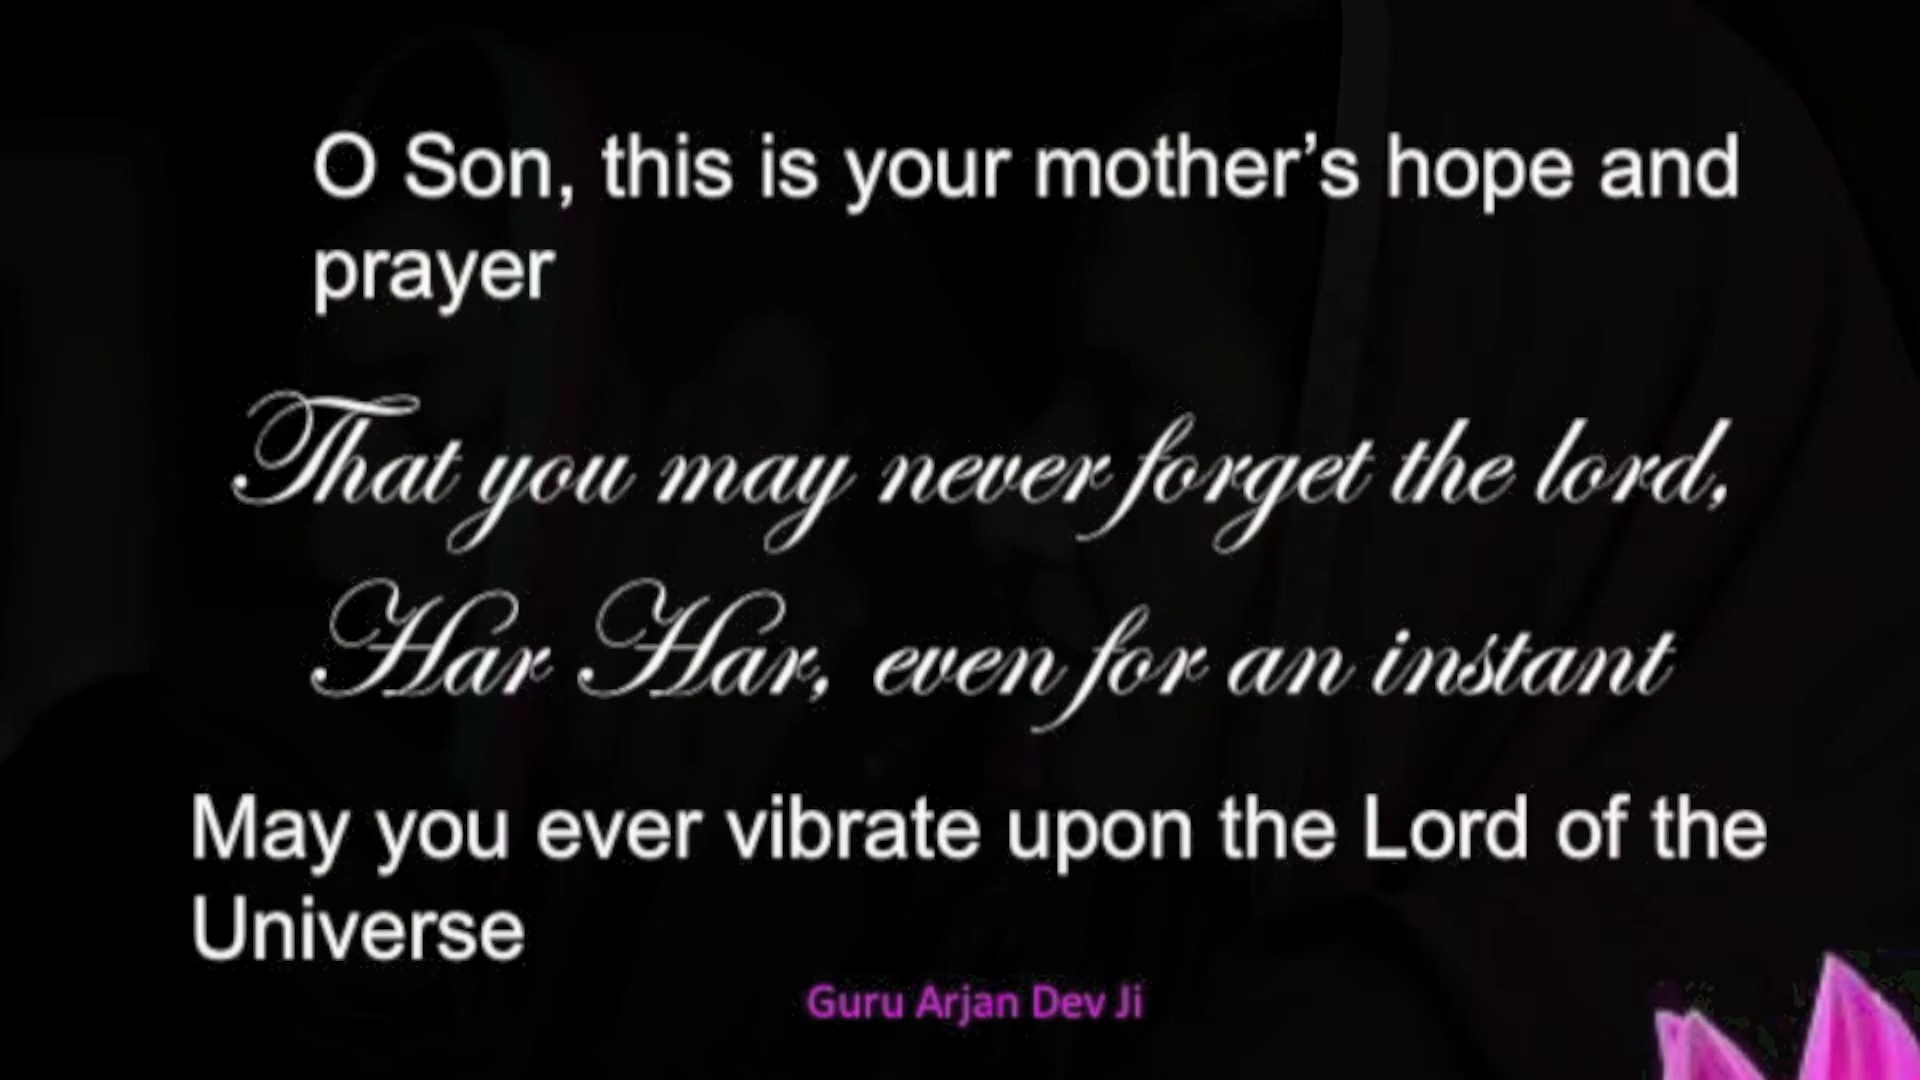 O Son, this is your mother’s hope and
prayer
That you may never forget the lord,
Har Har, even for an instant
May you ever vibrate upon the Lord of the
Universe
Guru Arjan Dev Ji